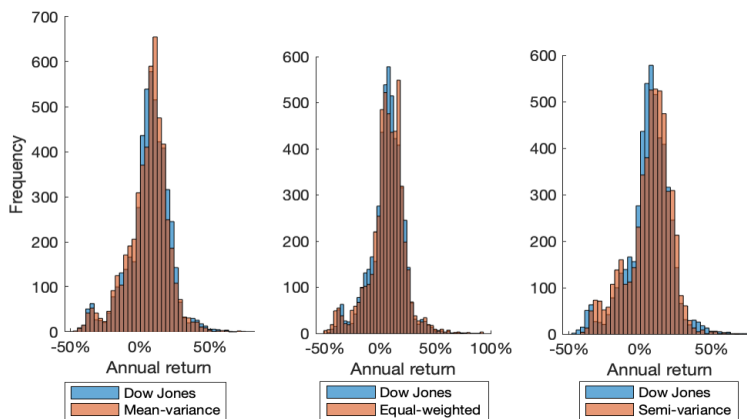 700
600
500
400
300
200
100
0
Frequency
-50% 0% 50%
Annual return
Dow Jones
Mean-variance
600
500
400
300
200
100
0
-50% 0% 50% 100%
Annual return
Dow Jones
Equal-weighted
600
500
400
300
200
100
0
-50% 0% 50%
Annual return
Dow Jones
Semi-variance